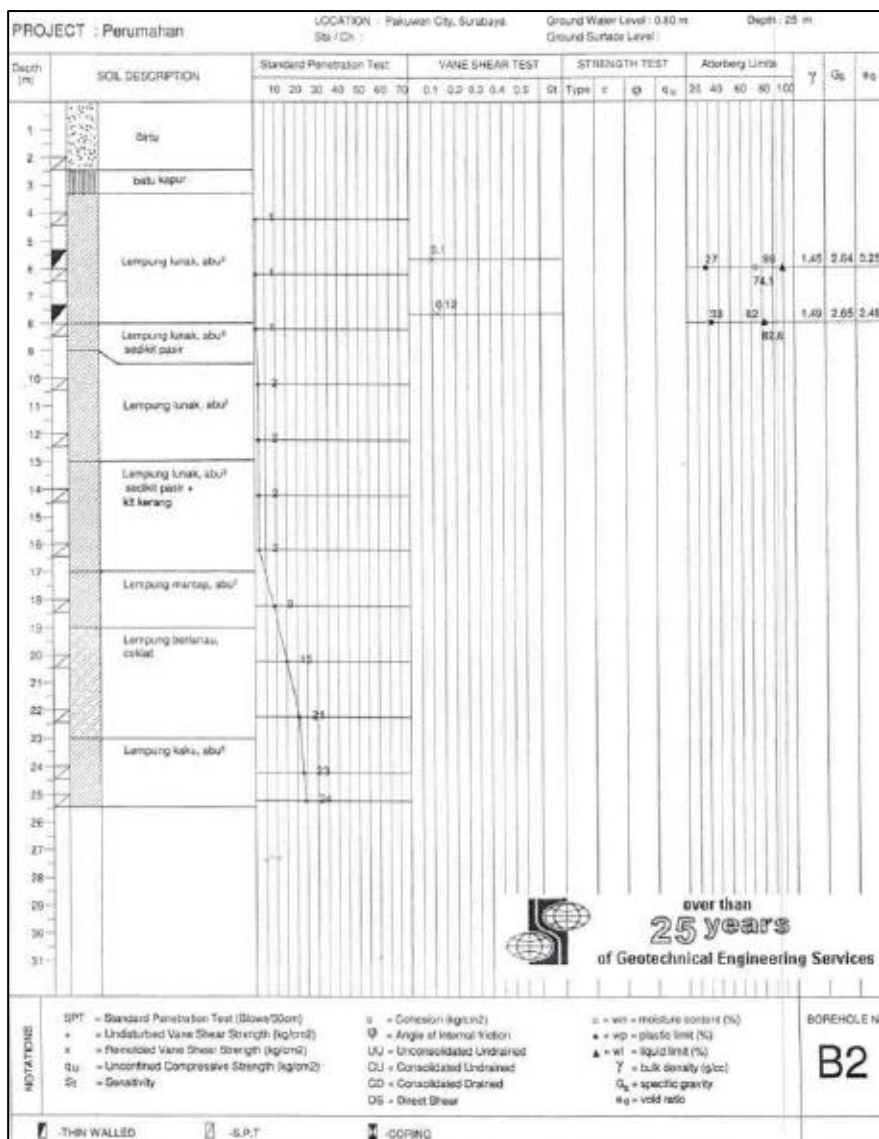 PROJECT : Perumahan
LOCATION : Pakuwon City, Surabaya
Sta / Ch :
Ground Water Level : 0.80 m
Ground Surface Level :
Depth : 25 m
Depth (m)
SOIL DESCRIPTION
Standard Penetration Test
10 20 30 40 50 60 70
VANE SHEAR TEST
0.1 0.2 0.3 0.4 0.5 St
STRENGTH TEST
Type c φ qu
Atterberg Limits
20 40 60 80 100
γ Gs eo
1
Sirtu
2
batu kapur
3
4
1
5
0.1
Lempung lunak, abu²
6
1
27
74.1
1.45 2.64
7
0.12
8
1
33 82
82.6
1.49 2.65
Lempung lunak, abu²
sedikit pasir
9
10
2
Lempung lunak, abu²
11
12
2
13
Lempung lunak, abu²
sedikit pasir +
klt kerang
14
2
15
16
2
17
Lempung mantap, abu²
18
9
19
Lempung berlanau,
coklat
20
15
21
22
21
23
Lempung kaku, abu²
24
23
25
24
26
27
28
29
30
31
over than
25 years
of Geotechnical Engineering Services
NOTATIONS
SPT = Standard Penetration Test (Blows/30cm)
+ = Undisturbed Vane Shear Strength (kg/cm2)
x = Remolded Vane Shear Strength (kg/cm2)
qu = Unconfined Compressive Strength (kg/cm2)
St = Sensitivity
c = Cohesion (kg/cm2)
φ = Angle of Internal friction
UU = Unconsolidated Undrained
CU = Consolidated Undrained
CD = Consolidated Drained
DS = Direct Shear
○ = wn = moisture content (%)
● = wp = plastic limit (%)
▲ = wl = liquid limit (%)
γ = bulk density (g/cc)
Gs = specific gravity
eo = void ratio
BOREHOLE N
B2
-THIN WALLED
-S.P.T
-CORING